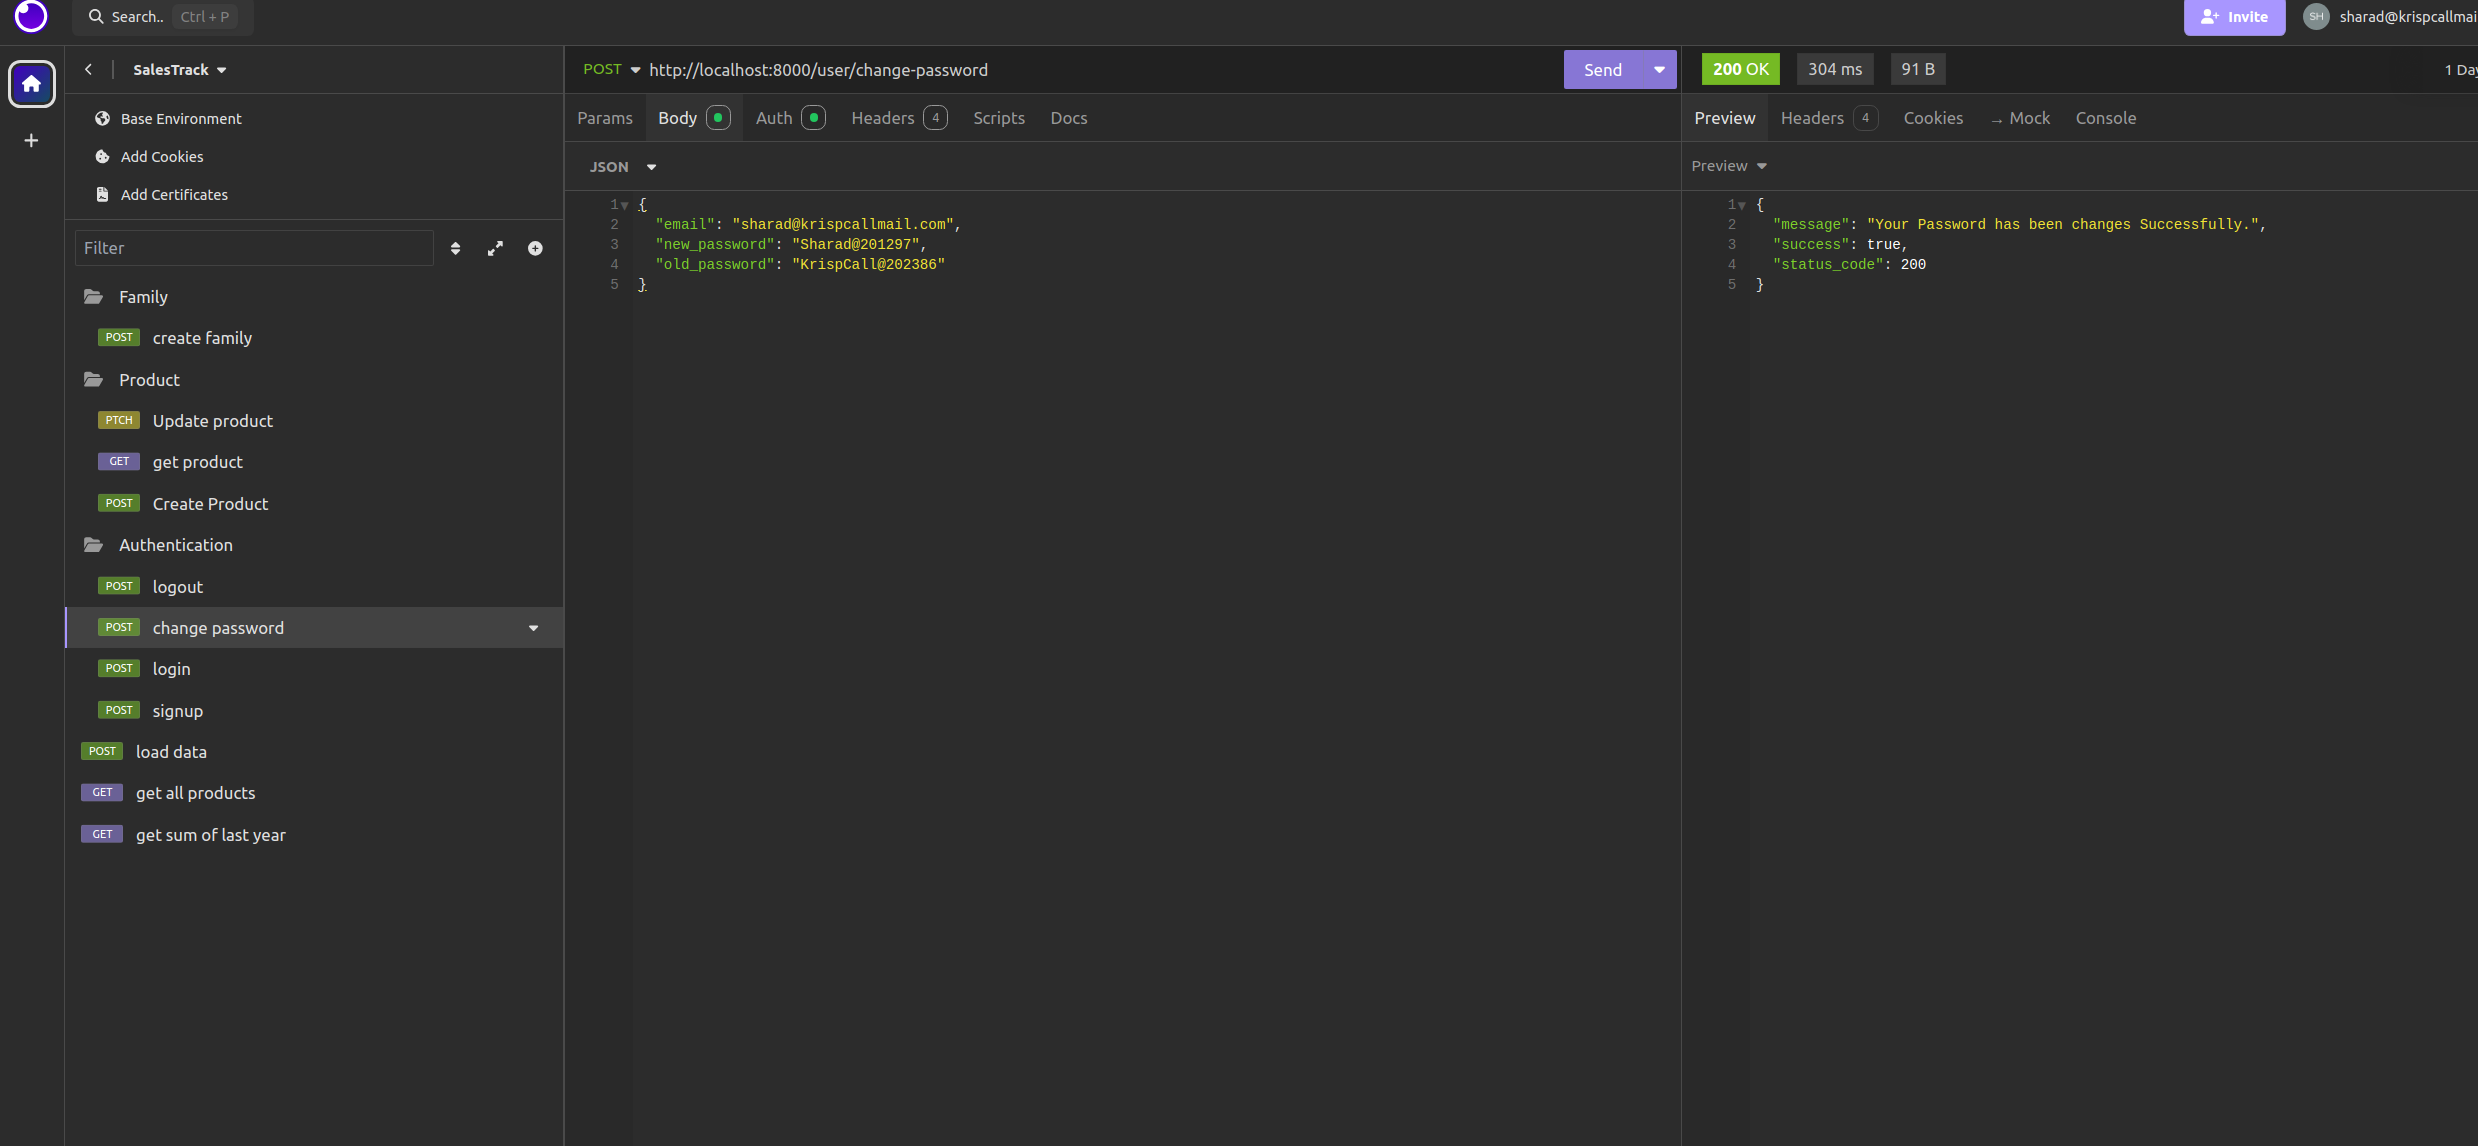 Search.. Ctrl + P
Invite
SH
sharad@krispcallmai
SalesTrack
Base Environment
Add Cookies
Add Certificates
Filter
Family
POST create family
Product
PTCH Update product
GET get product
POST Create Product
Authentication
POST logout
POST change password
POST login
POST signup
POST load data
GET get all products
GET get sum of last year
POST http://localhost:8000/user/change-password
Send
Params Body Auth Headers 4 Scripts Docs
JSON
1 {
2 "email": "sharad@krispcallmail.com",
3 "new_password": "Sharad@201297",
4 "old_password": "KrispCall@202386"
5 }
200 OK 304 ms 91 B 1 Day
Preview Headers 4 Cookies → Mock Console
Preview
1 {
2 "message": "Your Password has been changes Successfully.",
3 "success": true,
4 "status_code": 200
5 }